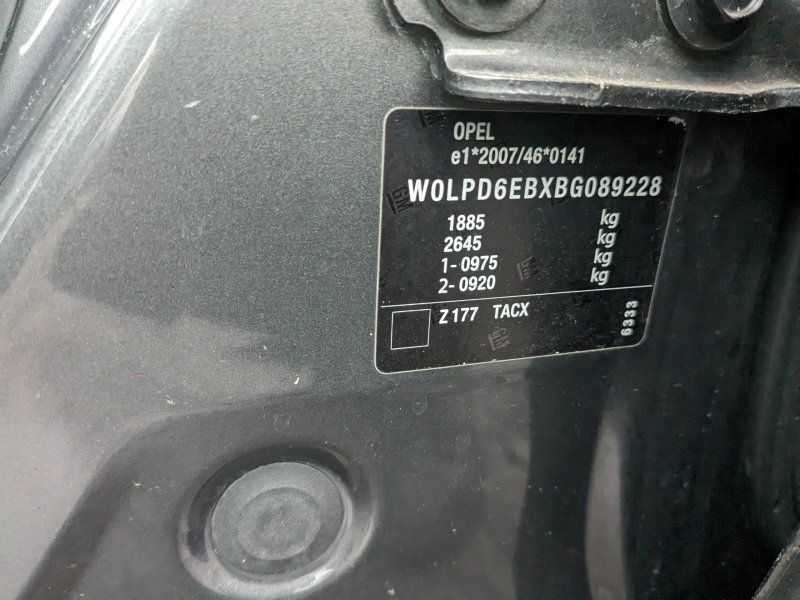 OPEL
e1*2007/46*0141
W0LPD6EBXBG089228
1885 kg
2645 kg
1-0975 kg
2-0920 kg
Z177 TACX
6333